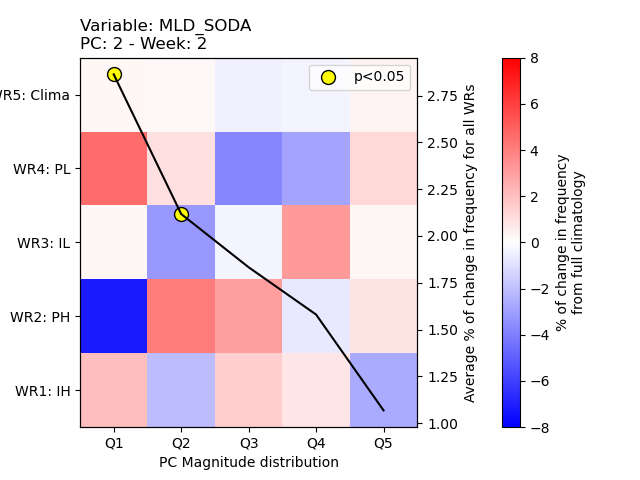 Variable: MLD_SODA
PC: 2 - Week: 2
p<0.05
WR5: Clima
WR4: PL
WR3: IL
WR2: PH
WR1: IH
Q1 Q2 Q3 Q4 Q5
PC Magnitude distribution
2.75
2.50
2.25
2.00
1.75
1.50
1.25
1.00
Average % of change in frequency for all WRs
8
6
4
2
0
−2
−4
−6
−8
% of change in frequency
from full climatology